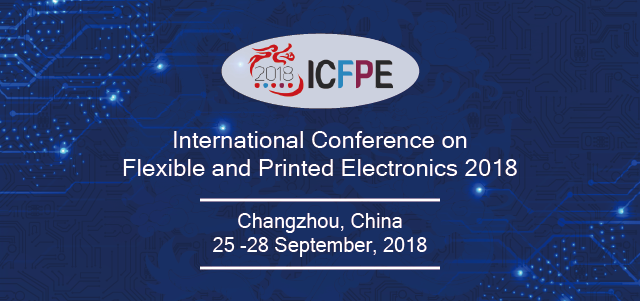 2018 ICFPE
International Conference on
Flexible and Printed Electronics 2018
Changzhou, China
25 -28 September, 2018